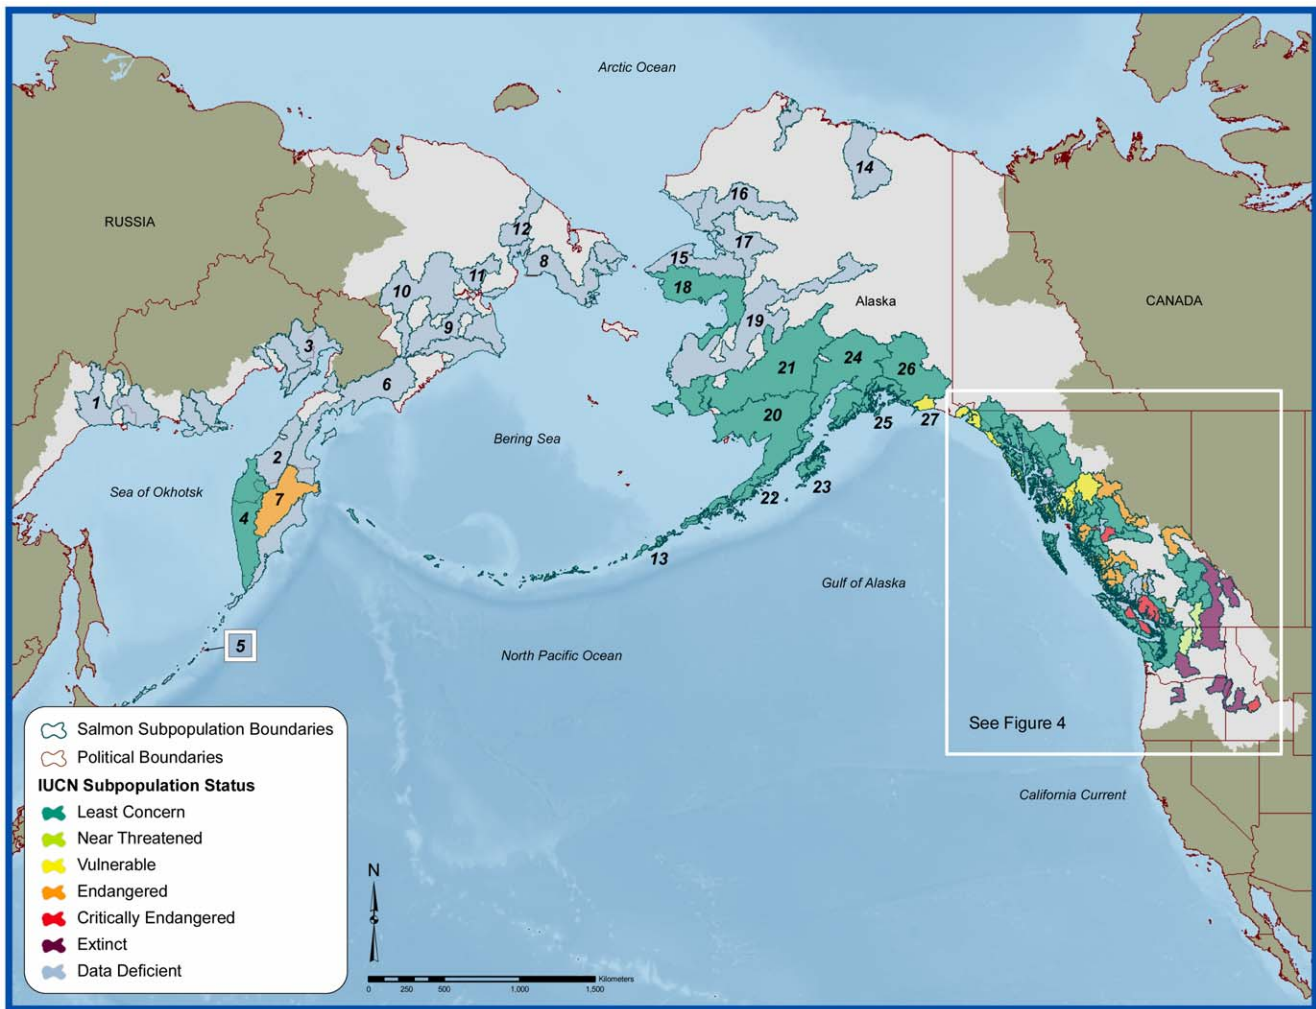 Arctic Ocean
14
16
RUSSIA
12
17
8
15
11
18
10
Alaska
CANADA
9
19
3
21
24
26
6
1
20
25
27
Bering Sea
2
Sea of Okhotsk
7
22
23
4
13
Gulf of Alaska
5
North Pacific Ocean
See Figure 4
California Current
Salmon Subpopulation Boundaries
Political Boundaries
IUCN Subpopulation Status
Least Concern
Near Threatened
Vulnerable
Endangered
Critically Endangered
Extinct
Data Deficient
N
Kilometers
0 250 500 1,000 1,500